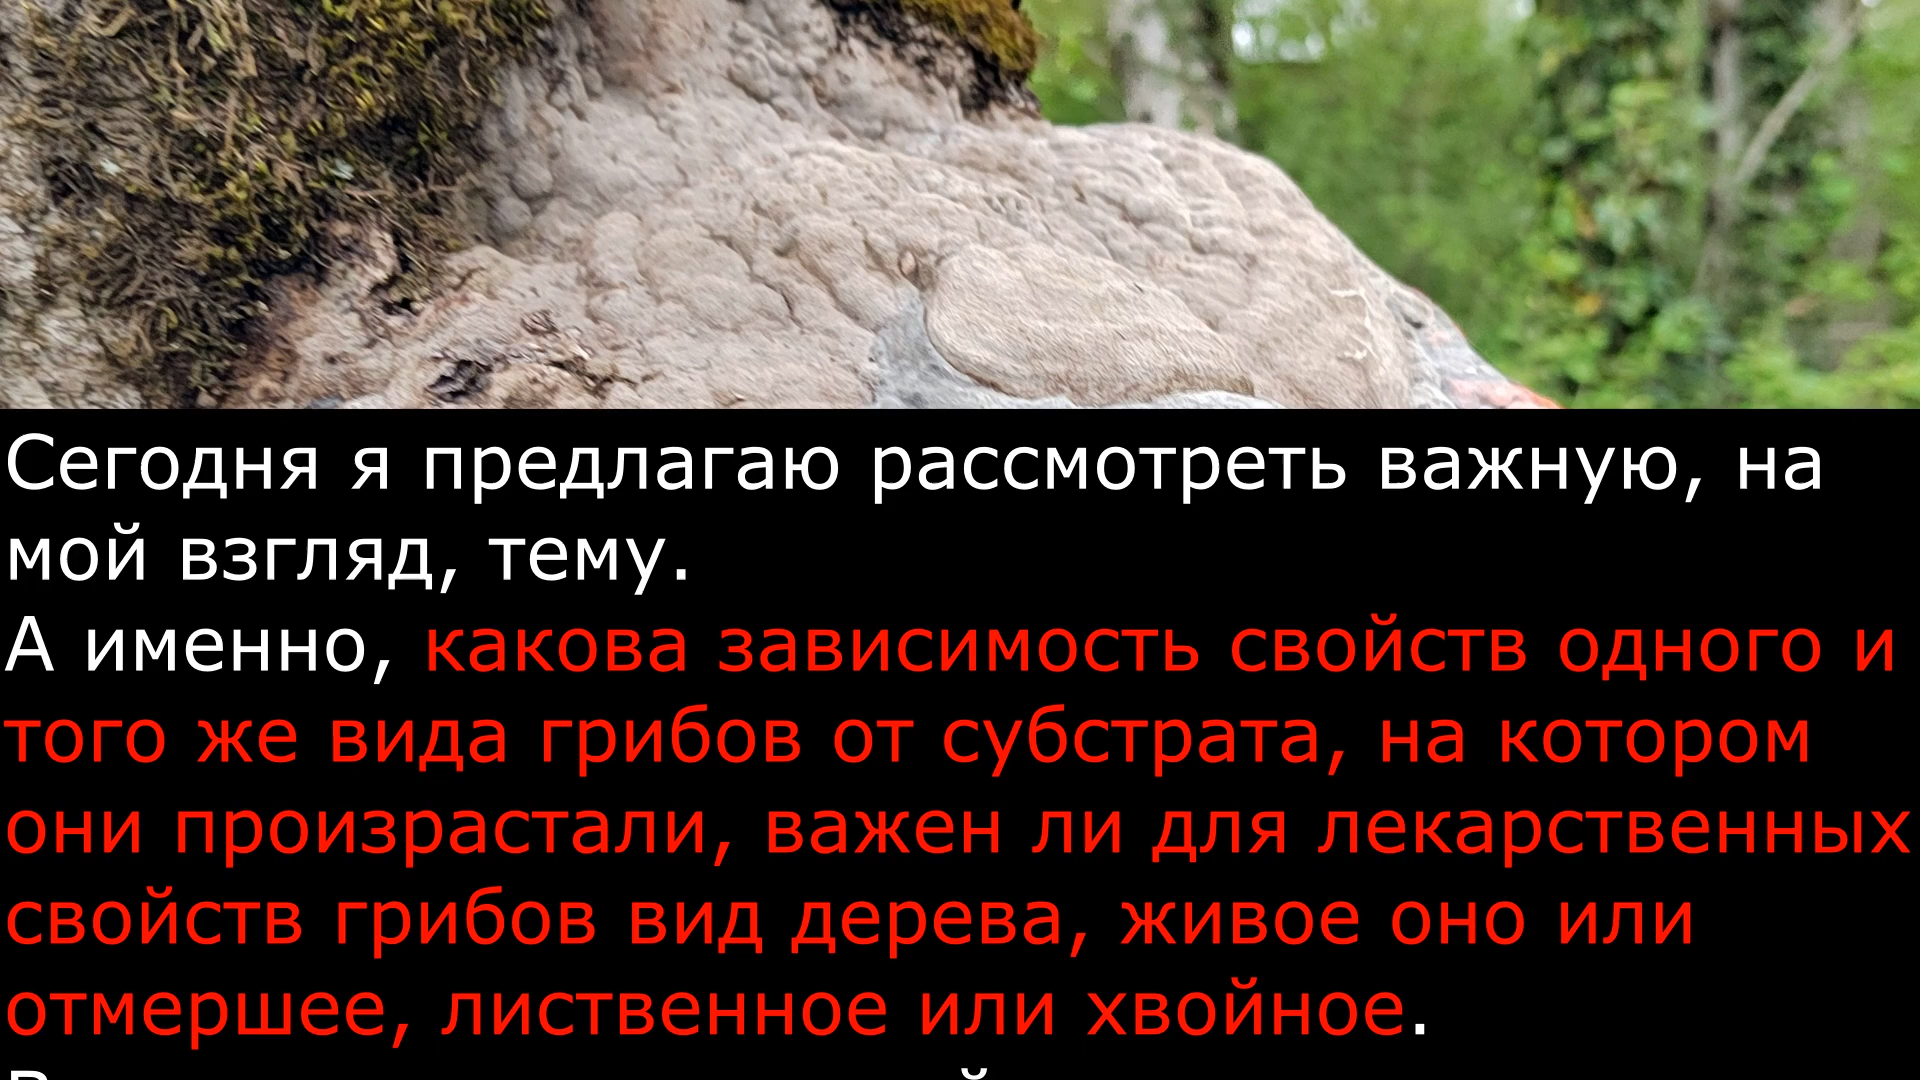 Сегодня я предлагаю рассмотреть важную, на
мой взгляд, тему.
А именно, какова зависимость свойств одного и
того же вида грибов от субстрата, на котором
они произрастали, важен ли для лекарственных
свойств грибов вид дерева, живое оно или
отмершее, лиственное или хвойное.